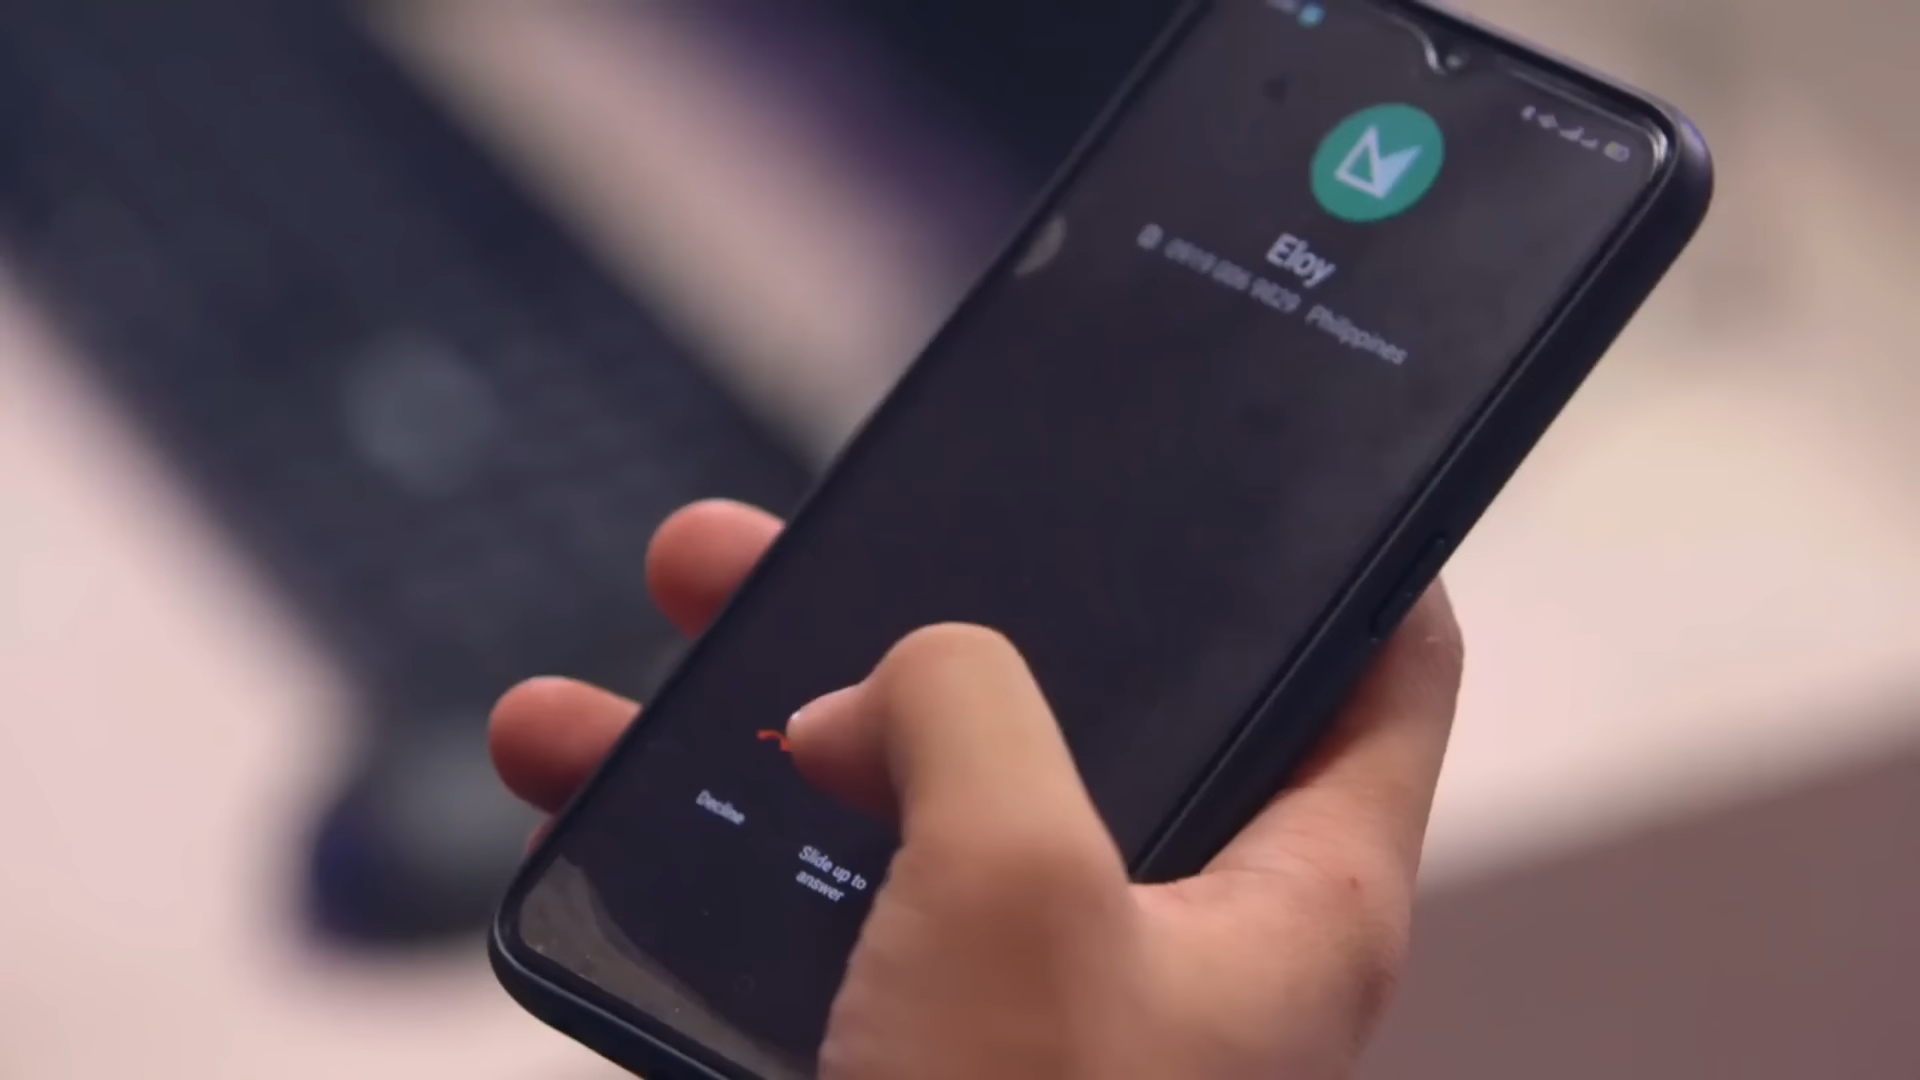 Eloy
Philippines
Decline
Slide up to
answer